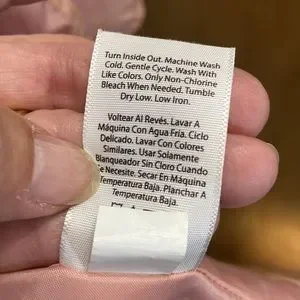 Turn Inside Out. Machine Wash
Cold. Gentle Cycle. Wash With
Like Colors. Only Non-Chlorine
Bleach When Needed. Tumble
Dry Low. Low Iron.
Voltear Al Revés. Lavar A
Máquina Con Agua Fría. Ciclo
Delicado. Lavar Con Colores
Similares. Usar Solamente
Blanqueador Sin Cloro Cuando
Se Necesite. Secar En Máquina
Temperatura Baja. Planchar A
Temperatura Baja.